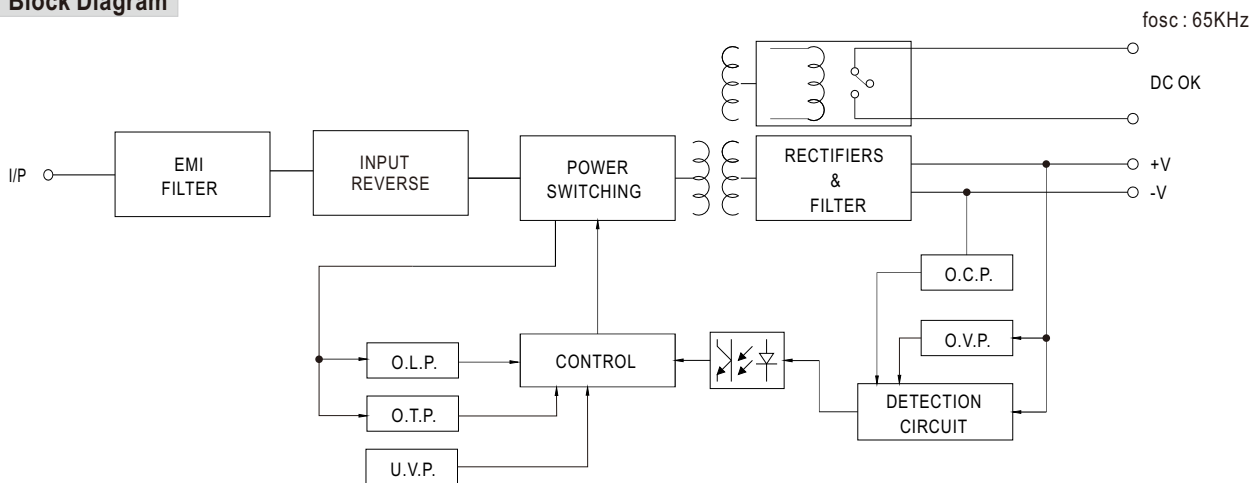 Block Diagram
fosc : 65KHz
DC OK
I/P
EMI
FILTER
INPUT
REVERSE
POWER
SWITCHING
RECTIFIERS
&
FILTER
+V
-V
O.C.P.
O.V.P.
O.L.P.
CONTROL
O.T.P.
DETECTION
CIRCUIT
U.V.P.